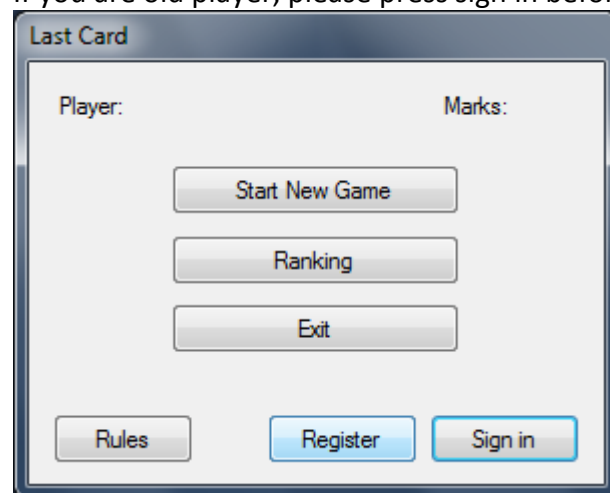 If you are old player, please press sign in befor
Last Card
Player: Marks:
Start New Game
Ranking
Exit
Rules Register Sign in